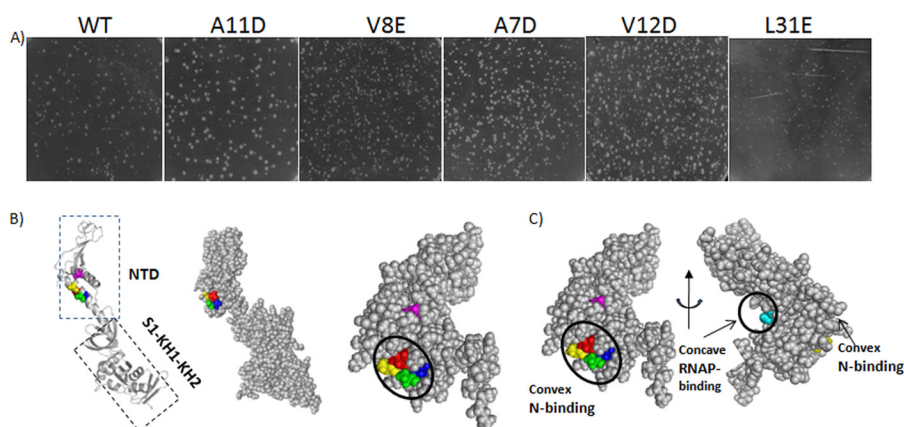 WT A11D V8E A7D V12D L31E
A)
B)
C)
NTD
S1-KH1-KH2
Concave
RNAP-
binding
Convex
N-binding
Convex
N-binding